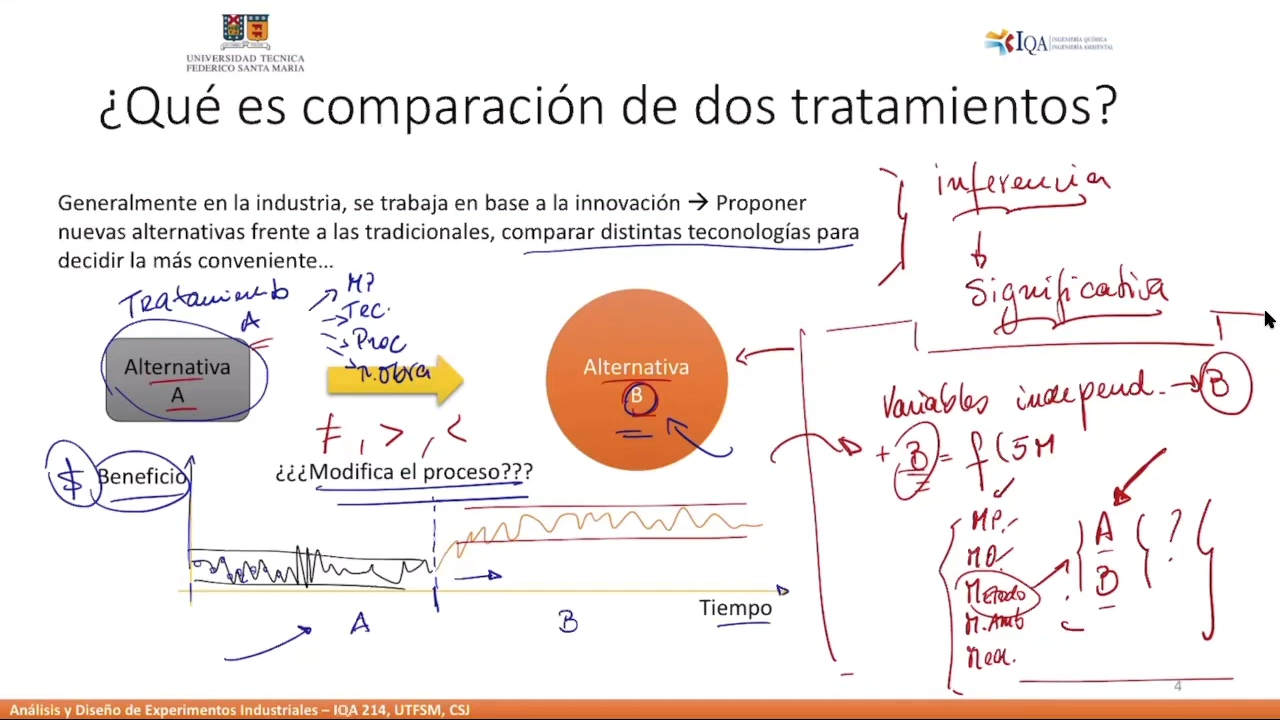 UNIVERSIDAD TECNICA
FEDERICO SANTA MARIA
IQA INGENIERÍA QUÍMICA
INGENIERÍA AMBIENTAL
¿Qué es comparación de dos tratamientos?
Generalmente en la industria, se trabaja en base a la innovación → Proponer
nuevas alternativas frente a las tradicionales, comparar distintas teconologías para
decidir la más conveniente...
Tratamiento
A
MP
Tec.
Proc
M.obra
Alternativa
A
Alternativa
B
≠, >, <
¿¿¿Modifica el proceso???
$ Beneficio
Tiempo
A
B
inferencia
Significativa
Variables independ. → B
+ B = f (5M
MP.
MO.
Metodo
M. Amb
A
B
?
4
Análisis y Diseño de Experimentos Industriales – IQA 214, UTFSM, CSJ